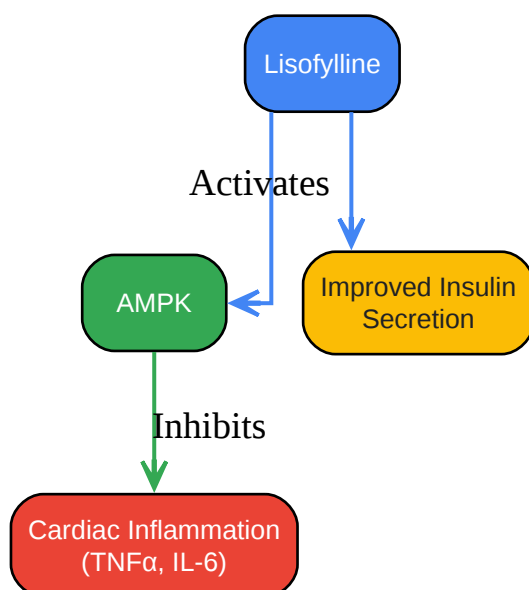 Lisofylline
Activates
AMPK
Improved Insulin
Secretion
Inhibits
Cardiac Inflammation
(TNFα, IL-6)